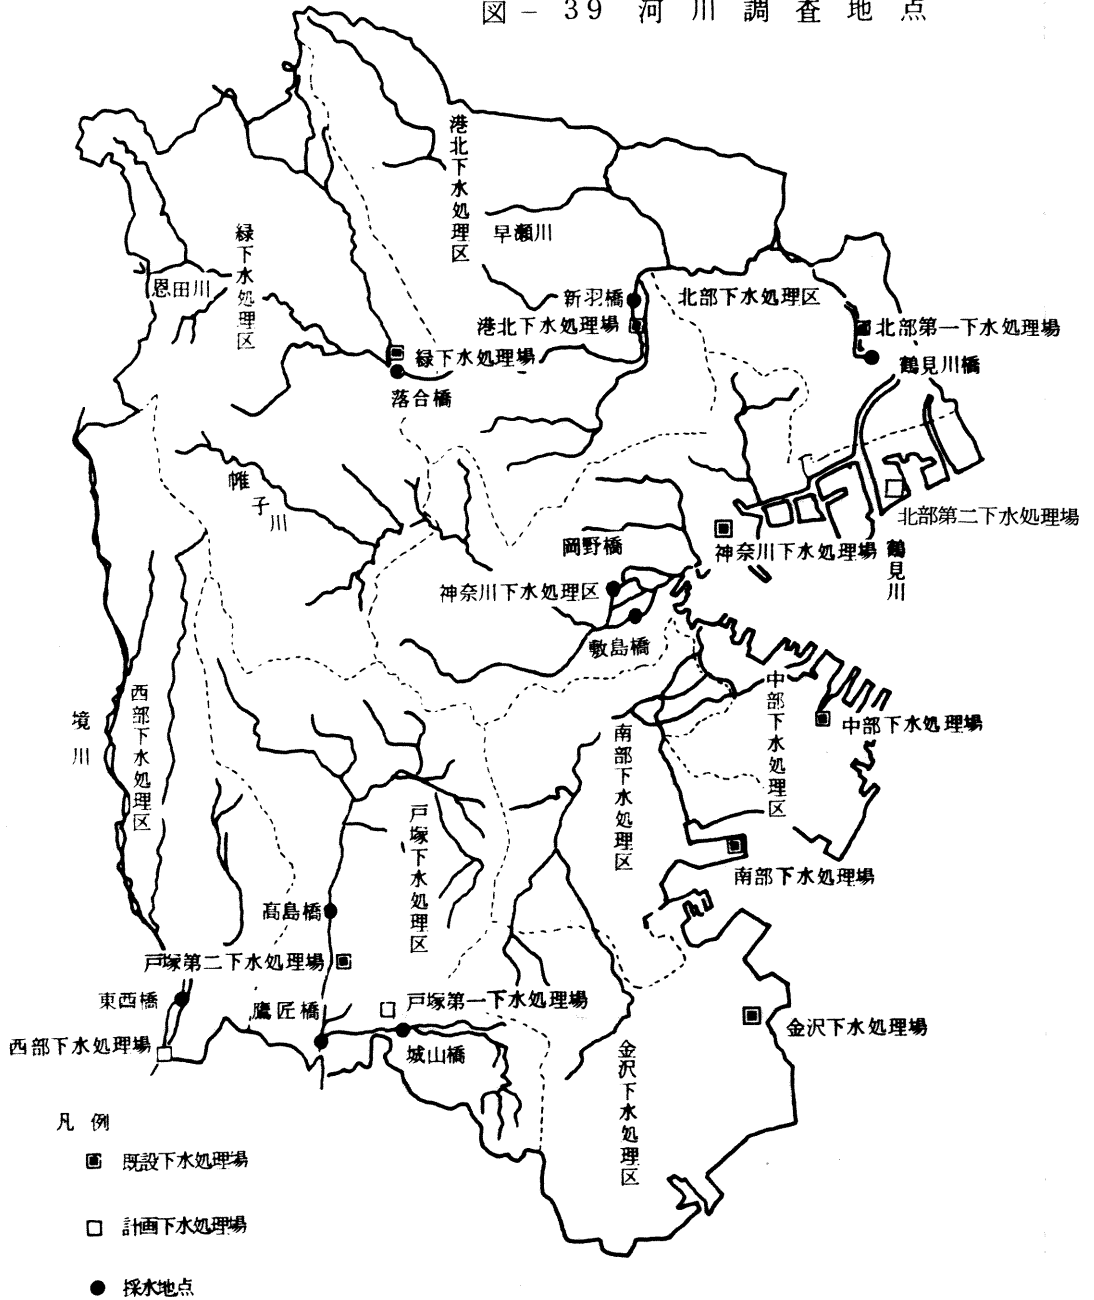 図－39 河川調査地点
港北下水処理区
早瀬川
緑下水処理区
恩田川
新羽橋
北部下水処理区
港北下水処理場
北部第一下水処理場
緑下水処理場
鶴見川橋
落合橋
帷子川
北部第二下水処理場
岡野橋
神奈川下水処理場
鶴見川
神奈川下水処理区
敷島橋
境川
西部下水処理区
中部下水処理区
中部下水処理場
南部下水処理区
戸塚下水処理区
南部下水処理場
高島橋
戸塚第二下水処理場
東西橋
鷹匠橋
戸塚第一下水処理場
金沢下水処理場
西部下水処理場
城山橋
金沢下水処理区
凡例
既設下水処理場
計画下水処理場
採水地点